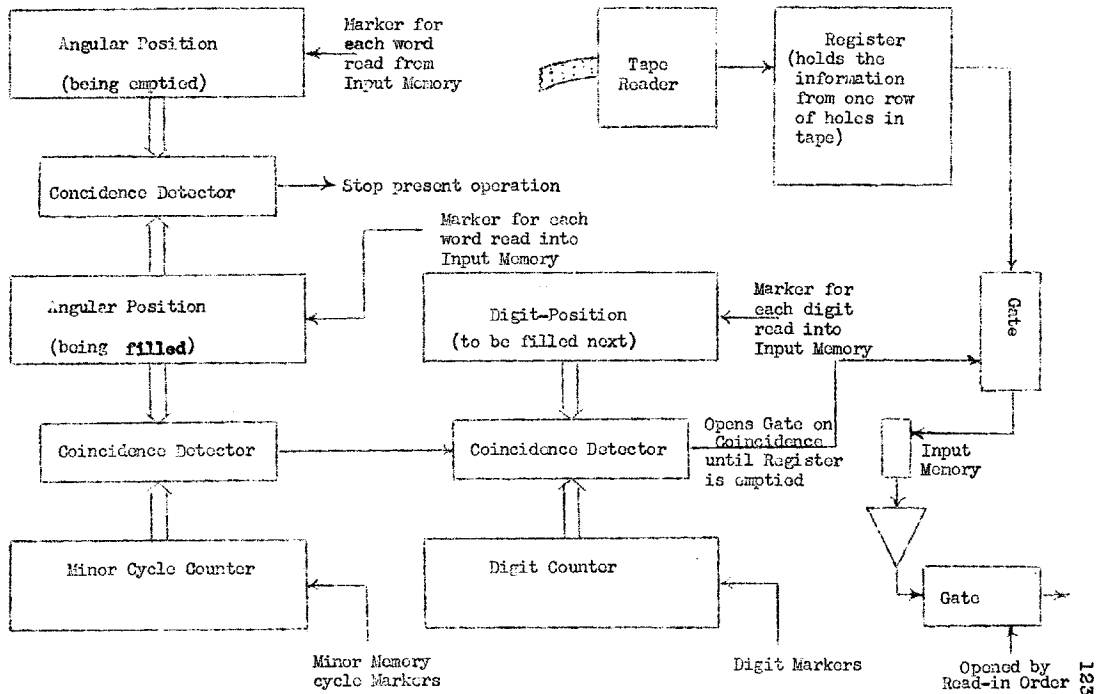 Angular Position
(being emptied)
Marker for
each word
read from
Input Memory
Tape
Reader
Register
(holds the
information
from one row
of holes in
tape)
Concidence Detector
Stop present operation
Marker for each
word read into
Input Memory
Angular Position
(being filled)
Digit-Position
(to be filled next)
Marker for
each digit
read into
Input Memory
Gate
Coincidence Detector
Coincidence Detector
Opens Gate on
Coincidence
until Register
is emptied
Input
Memory
Minor Cycle Counter
Digit Counter
Gate
Minor Memory
cycle Markers
Digit Markers
Opened by
Read-in Order
123